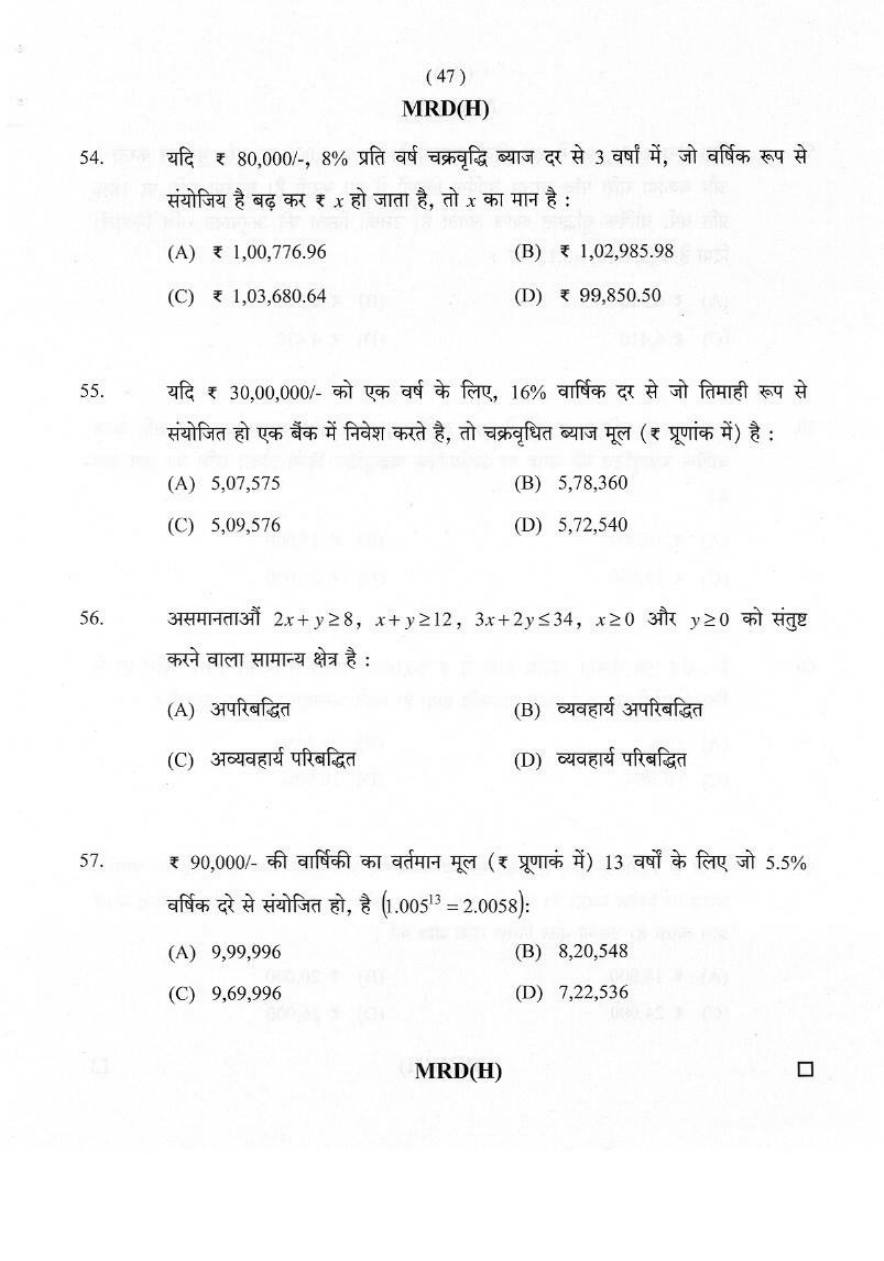 ( 47 )
MRD(H)
54. यदि ₹ 80,000/-, 8% प्रति वर्ष चक्रवृद्धि ब्याज दर से 3 वर्षां में, जो वर्षिक रूप से
संयोजिय है बढ़ कर ₹ x हो जाता है, तो x का मान है :
(A) ₹ 1,00,776.96 (B) ₹ 1,02,985.98
(C) ₹ 1,03,680.64 (D) ₹ 99,850.50
55. यदि ₹ 30,00,000/- को एक वर्ष के लिए, 16% वार्षिक दर से जो तिमाही रूप से
संयोजित हो एक बैंक में निवेश करते है, तो चक्रवृधित ब्याज मूल (₹ प्रूणांक में) है :
(A) 5,07,575 (B) 5,78,360
(C) 5,09,576 (D) 5,72,540
56. असमानताऔं 2x + y ≥ 8, x + y ≥ 12, 3x + 2y ≤ 34, x ≥ 0 और y ≥ 0 को संतुष्ट
करने वाला सामान्य क्षेत्र है :
(A) अपरिबद्धित (B) व्यवहार्य अपरिबद्धित
(C) अव्यवहार्य परिबद्धित (D) व्यवहार्य परिबद्धित
57. ₹ 90,000/- की वार्षिकी का वर्तमान मूल (₹ प्रूणाकं में) 13 वर्षों के लिए जो 5.5%
वर्षिक दरे से संयोजित हो, है (1.005¹³ = 2.0058):
(A) 9,99,996 (B) 8,20,548
(C) 9,69,996 (D) 7,22,536
MRD(H) □